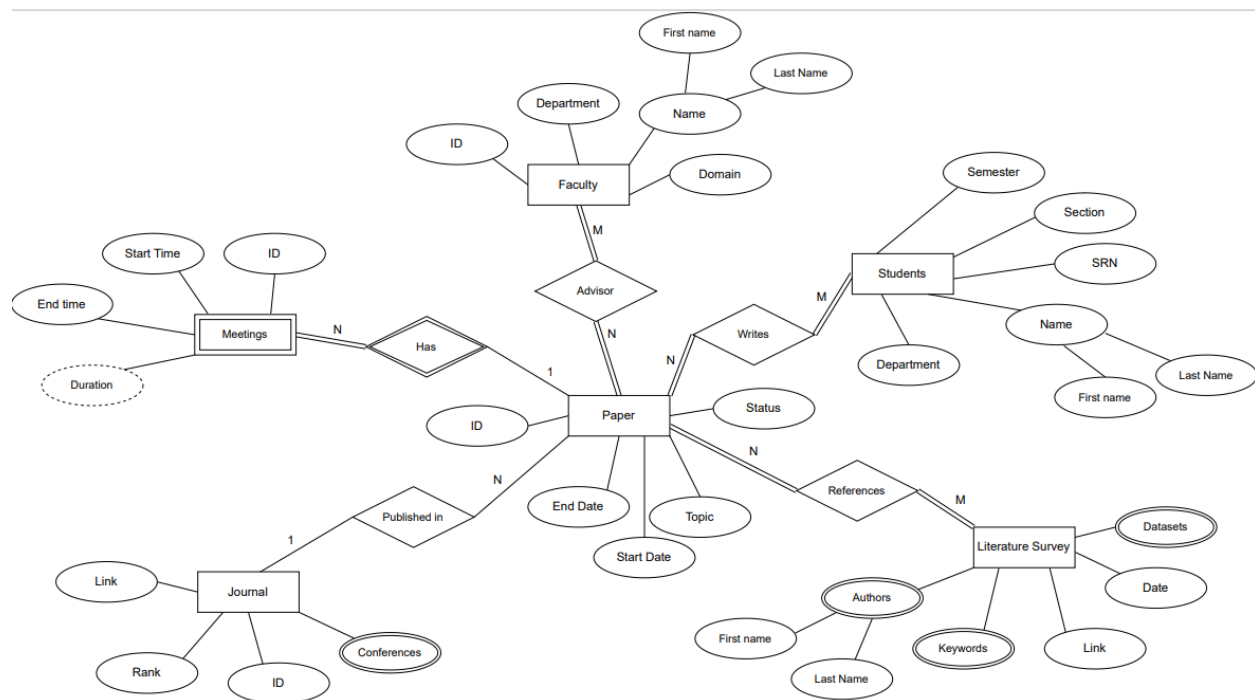 First name
Last Name
Department
Name
ID
Faculty
Domain
Semester
Section
Start Time
ID
M
SRN
Students
End time
Advisor
M
N
Meetings
Has
N
Writes
Name
N
Department
Duration
1
Last Name
First name
Status
Paper
ID
N
N
References
End Date
Topic
M
Published in
Datasets
1
Start Date
Literature Survey
Link
Journal
Date
Authors
First name
Keywords
Link
Conferences
Rank
ID
Last Name